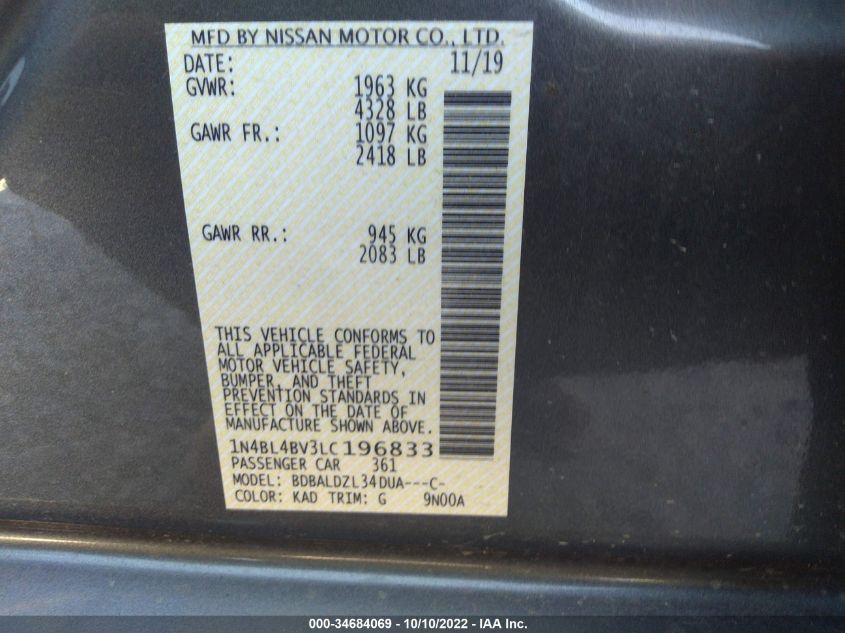 MFD BY NISSAN MOTOR CO., LTD.
DATE: 11/19
GVWR: 1963 KG
4328 LB
GAWR FR.: 1097 KG
2418 LB
GAWR RR.: 945 KG
2083 LB
THIS VEHICLE CONFORMS TO
ALL APPLICABLE FEDERAL
MOTOR VEHICLE SAFETY,
BUMPER, AND THEFT
PREVENTION STANDARDS IN
EFFECT ON THE DATE OF
MANUFACTURE SHOWN ABOVE.
1N4BL4BV3LC196833
PASSENGER CAR 361
MODEL: BDBALDZL34DUA---C-
COLOR: KAD TRIM: G 9N00A
000-34684069 - 10/10/2022 - IAA Inc.